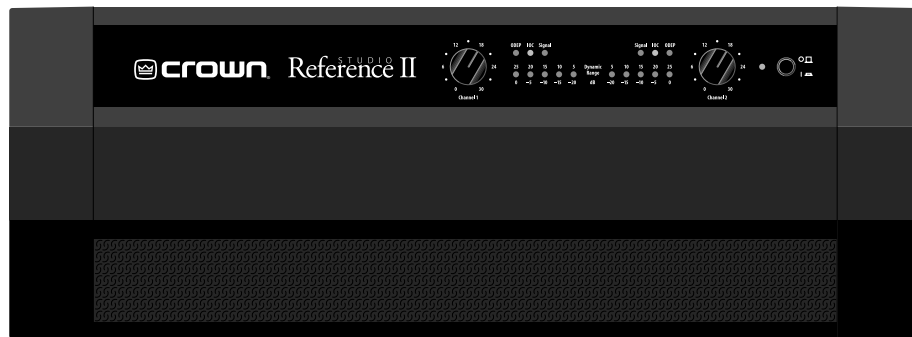 crown
STUDIO
Reference II
12 18
6 24
0 30
Channel 1
ODEP IOC Signal
25 20 15 10 5
0 -5 -10 -15 -20
Dynamic
Range
dB
Signal IOC ODEP
5 10 15 20 25
-20 -15 -10 -5 0
12 18
6 24
0 30
Channel 2